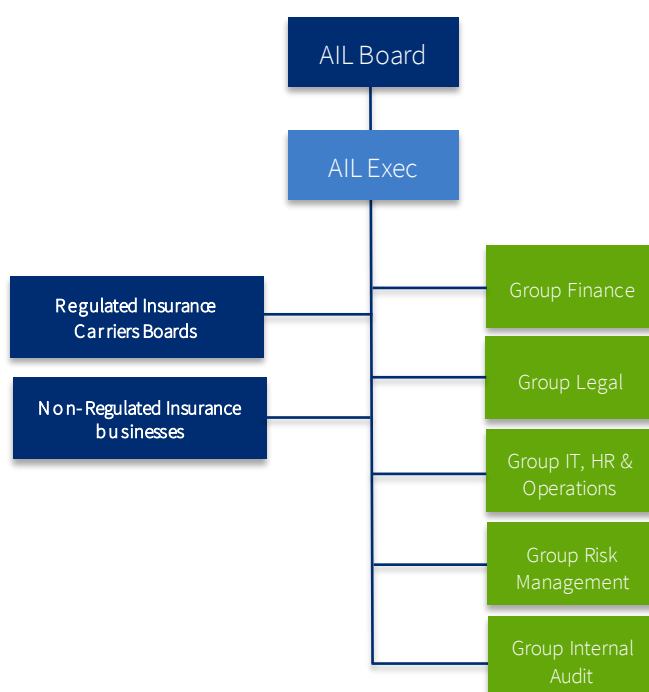 AIL Board
AIL Exec
Regulated Insurance
Carriers Boards
Non-Regulated Insurance
businesses
Group Finance
Group Legal
Group IT, HR &
Operations
Group Risk
Management
Group Internal
Audit